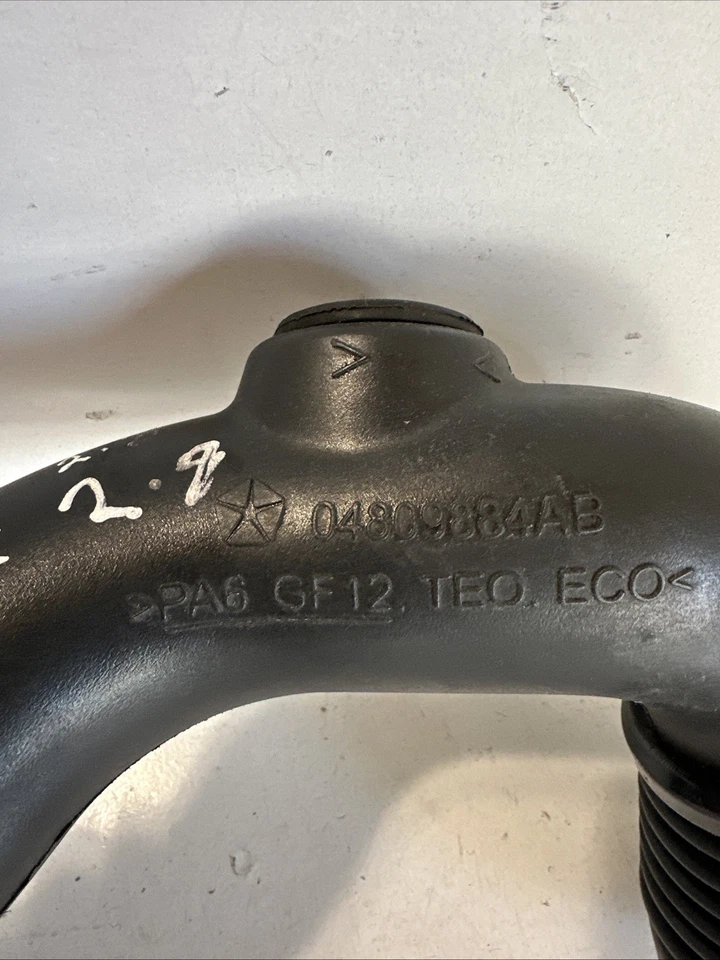 2.8
04809884AB
>PA6 GF12, TEO, ECO<